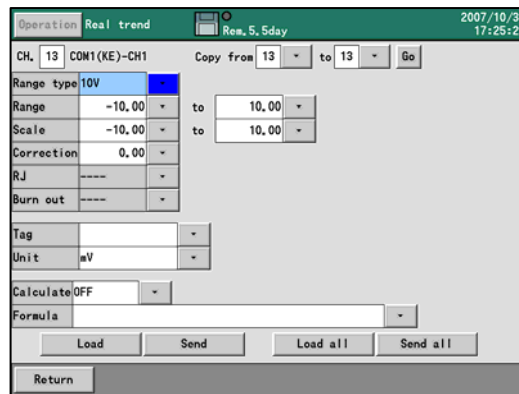 Operation Real trend Rem.5.5day 2007/10/3
17:25:2
CH. 13 COM1(KE)-CH1 Copy from 13 to 13 Go
Range type 10V
Range -10.00 to 10.00
Scale -10.00 to 10.00
Correction 0.00
RJ ----
Burn out ----
Tag
Unit mV
Calculate OFF
Formula
Load Send Load all Send all
Return